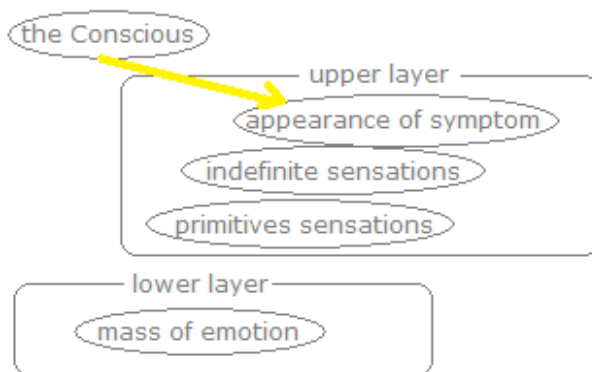 the Conscious
upper layer
appearance of symptom
indefinite sensations
primitives sensations
lower layer
mass of emotion